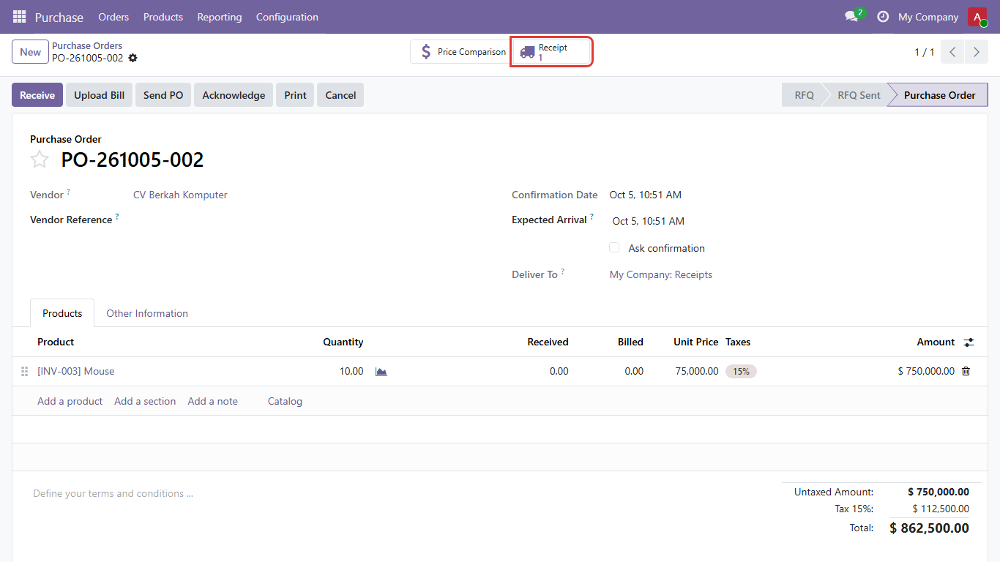 Purchase Orders Products Reporting Configuration 2 My Company A
New Purchase Orders
PO-261005-002
Price Comparison
Receipt
1
1 / 1
Receive Upload Bill Send PO Acknowledge Print Cancel RFQ RFQ Sent Purchase Order
Purchase Order
PO-261005-002
Vendor ? CV Berkah Komputer Confirmation Date Oct 5, 10:51 AM
Vendor Reference ? Expected Arrival ? Oct 5, 10:51 AM
Ask confirmation
Deliver To ? My Company: Receipts
Products Other Information
Product Quantity Received Billed Unit Price Taxes Amount
[INV-003] Mouse 10.00 0.00 0.00 75,000.00 15% $ 750,000.00
Add a product Add a section Add a note Catalog
Define your terms and conditions ...
Untaxed Amount: $ 750,000.00
Tax 15%: $ 112,500.00
Total: $ 862,500.00